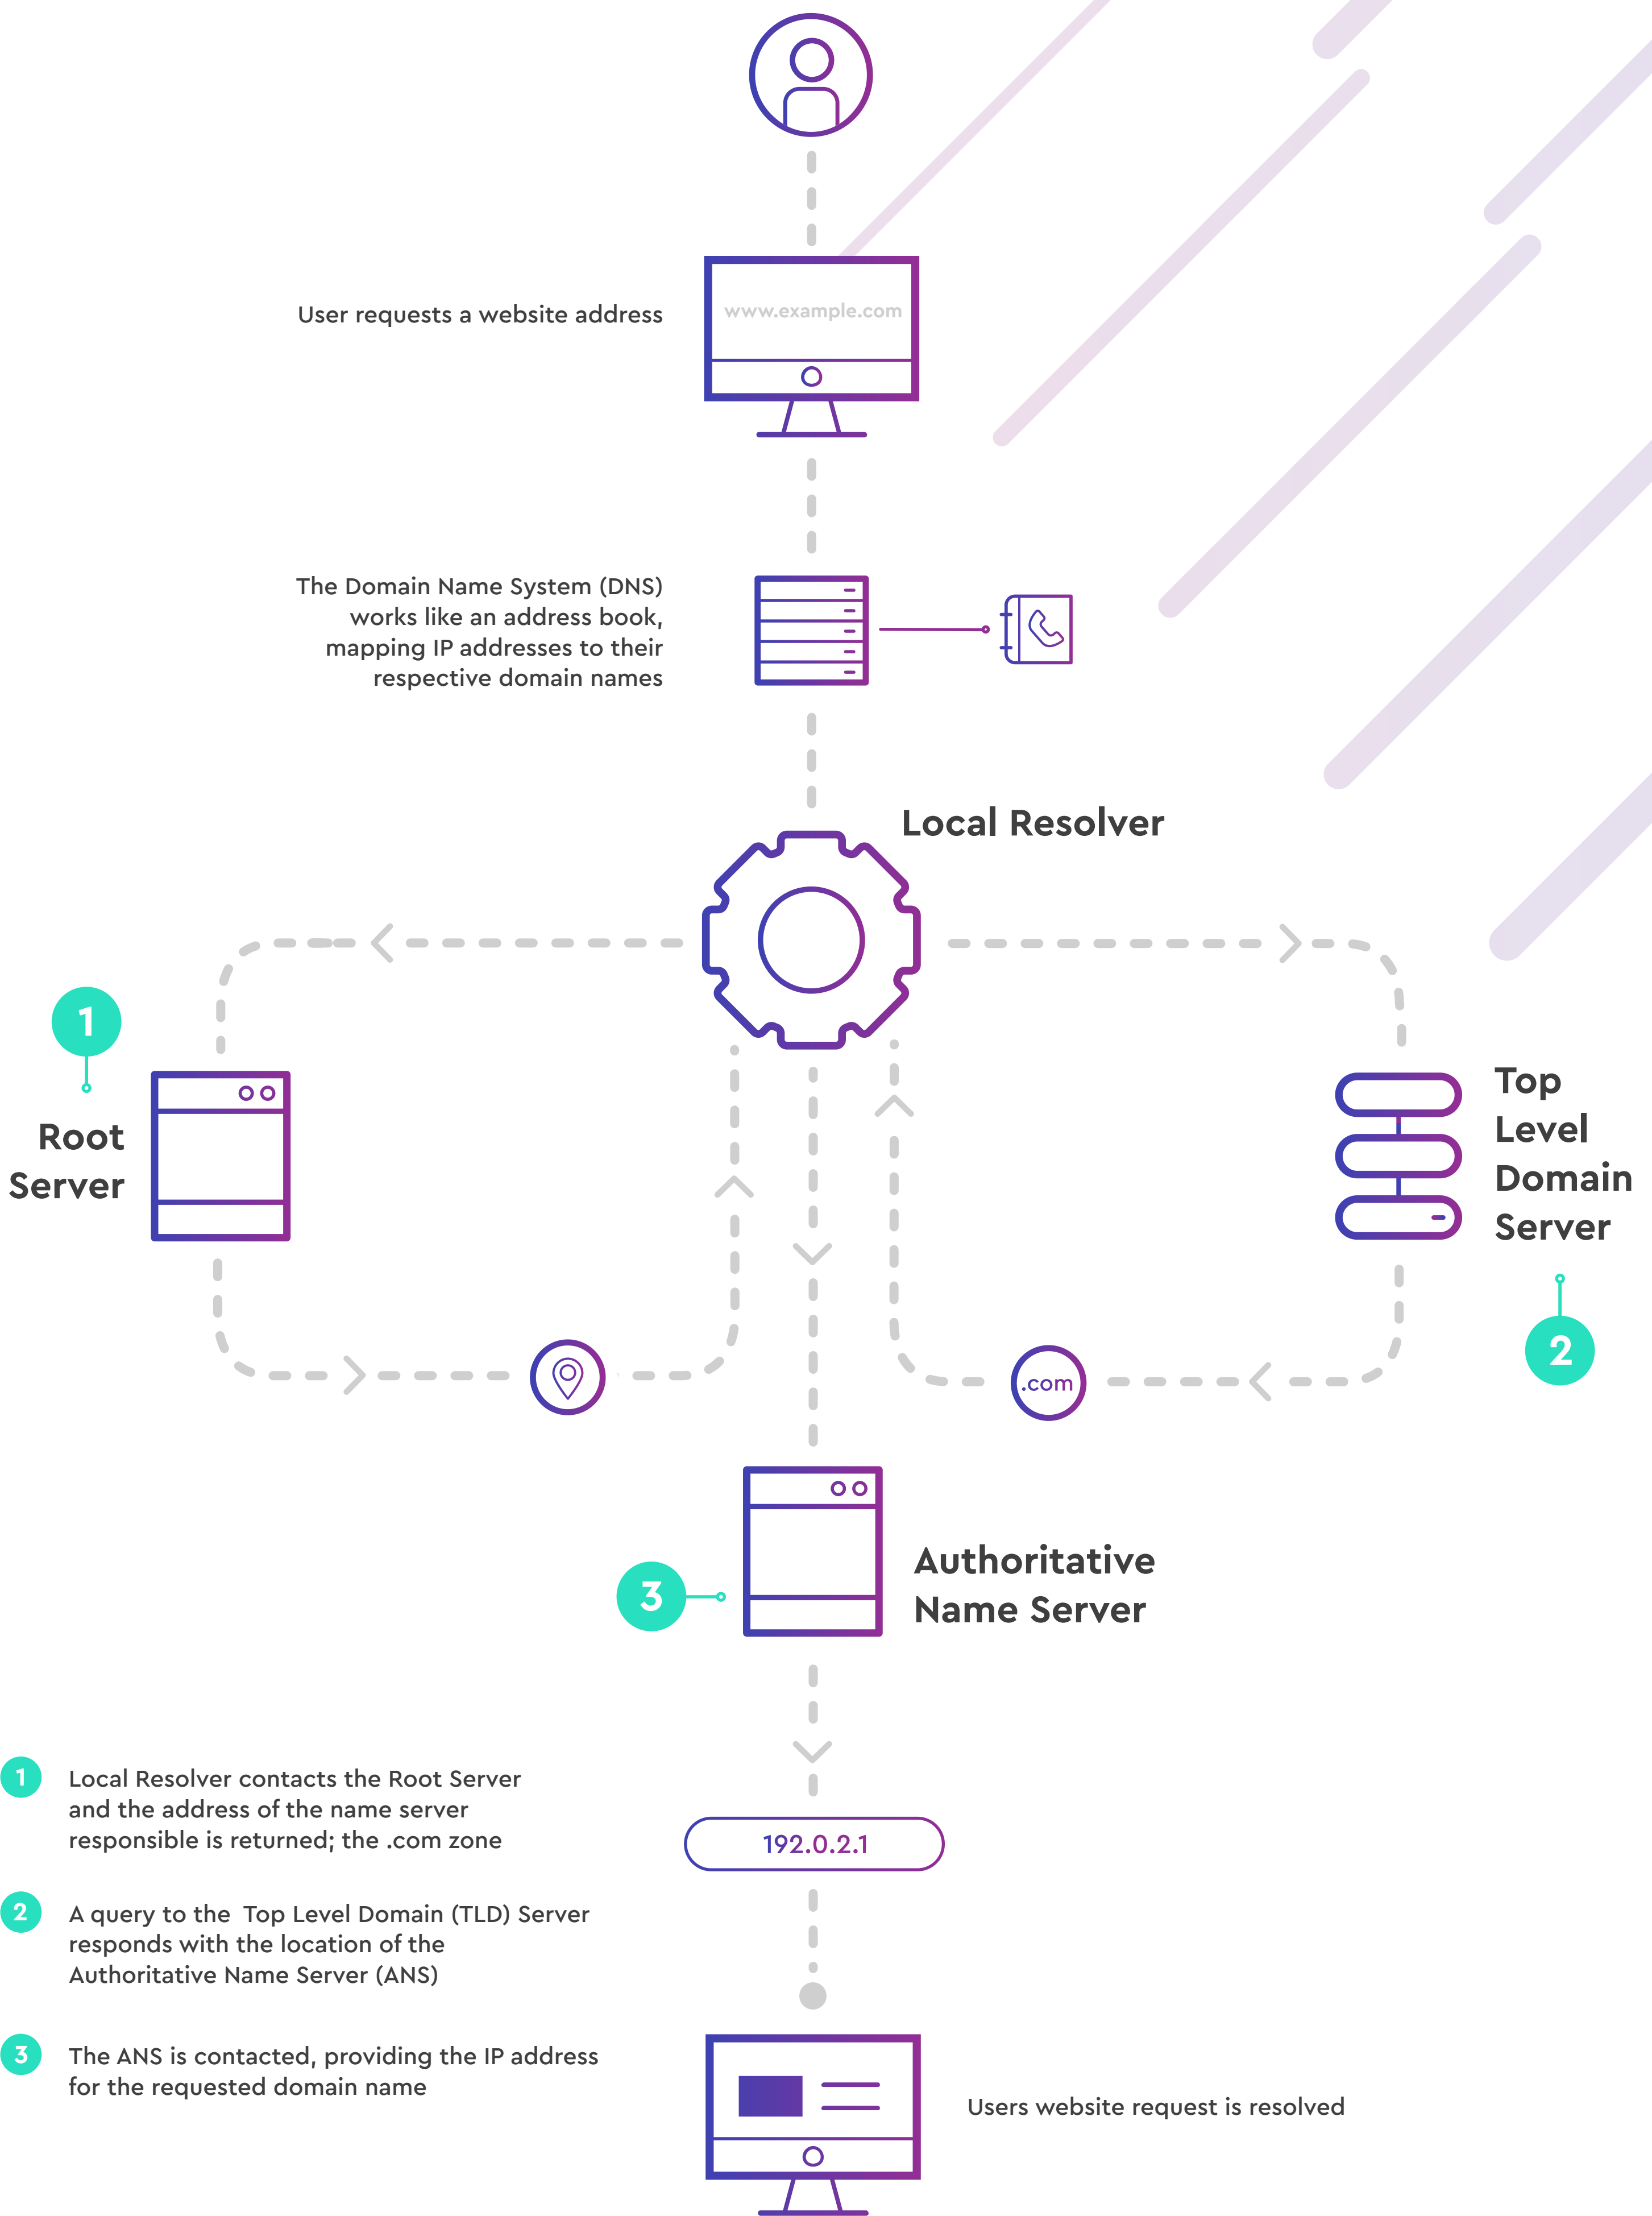 www.example.com
User requests a website address
The Domain Name System (DNS)
works like an address book,
mapping IP addresses to their
respective domain names
Local Resolver
1
Root
Server
Top
Level
Domain
Server
2
.com
3
Authoritative
Name Server
1
Local Resolver contacts the Root Server
and the address of the name server
responsible is returned; the .com zone
192.0.2.1
2
A query to the  Top Level Domain (TLD) Server
responds with the location of the
Authoritative Name Server (ANS)
3
The ANS is contacted, providing the IP address
for the requested domain name
Users website request is resolved